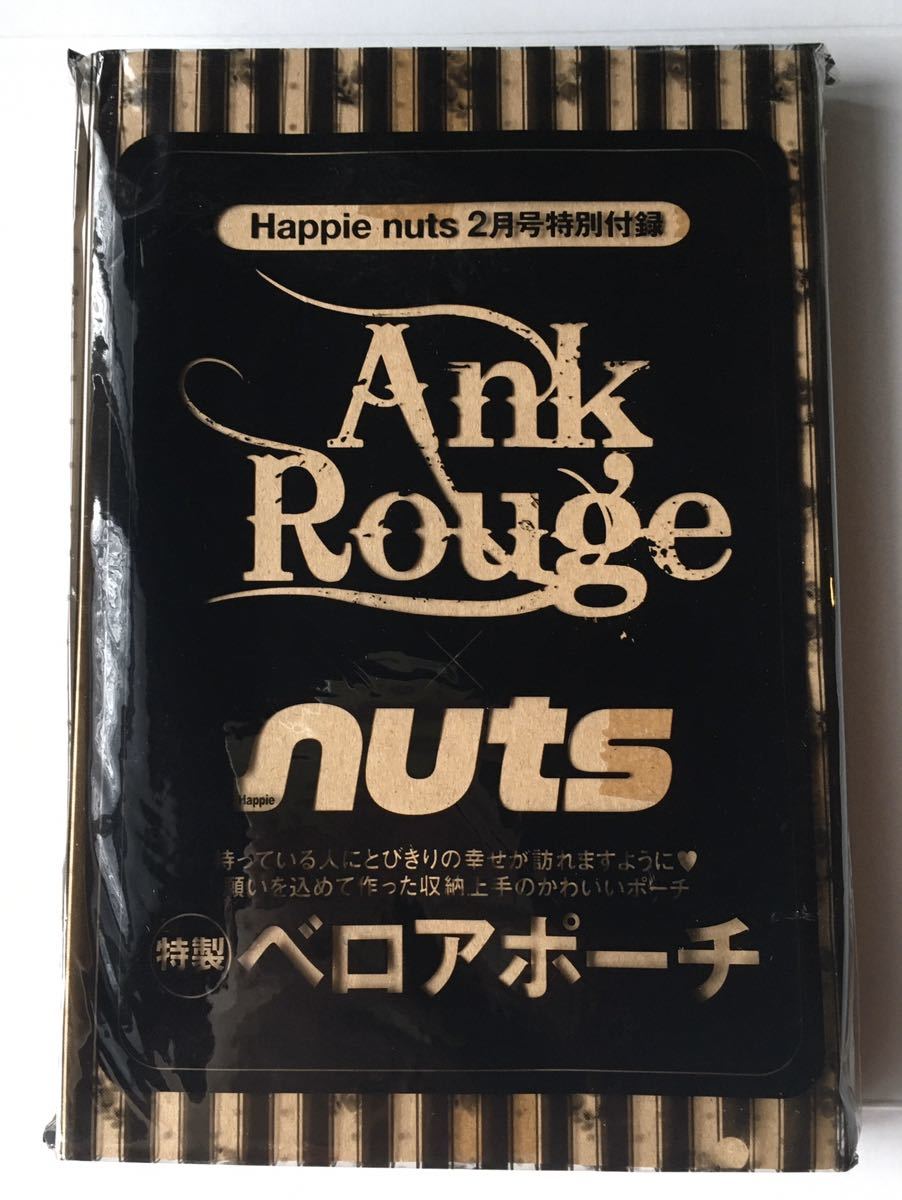 Happie nuts 2月号特別付録
Ank
Rouge
×
nuts
Happie
持っている人にとびきりの幸せが訪れますように♥
願いを込めて作った収納上手のかわいいポーチ
特製 ベロアポーチ